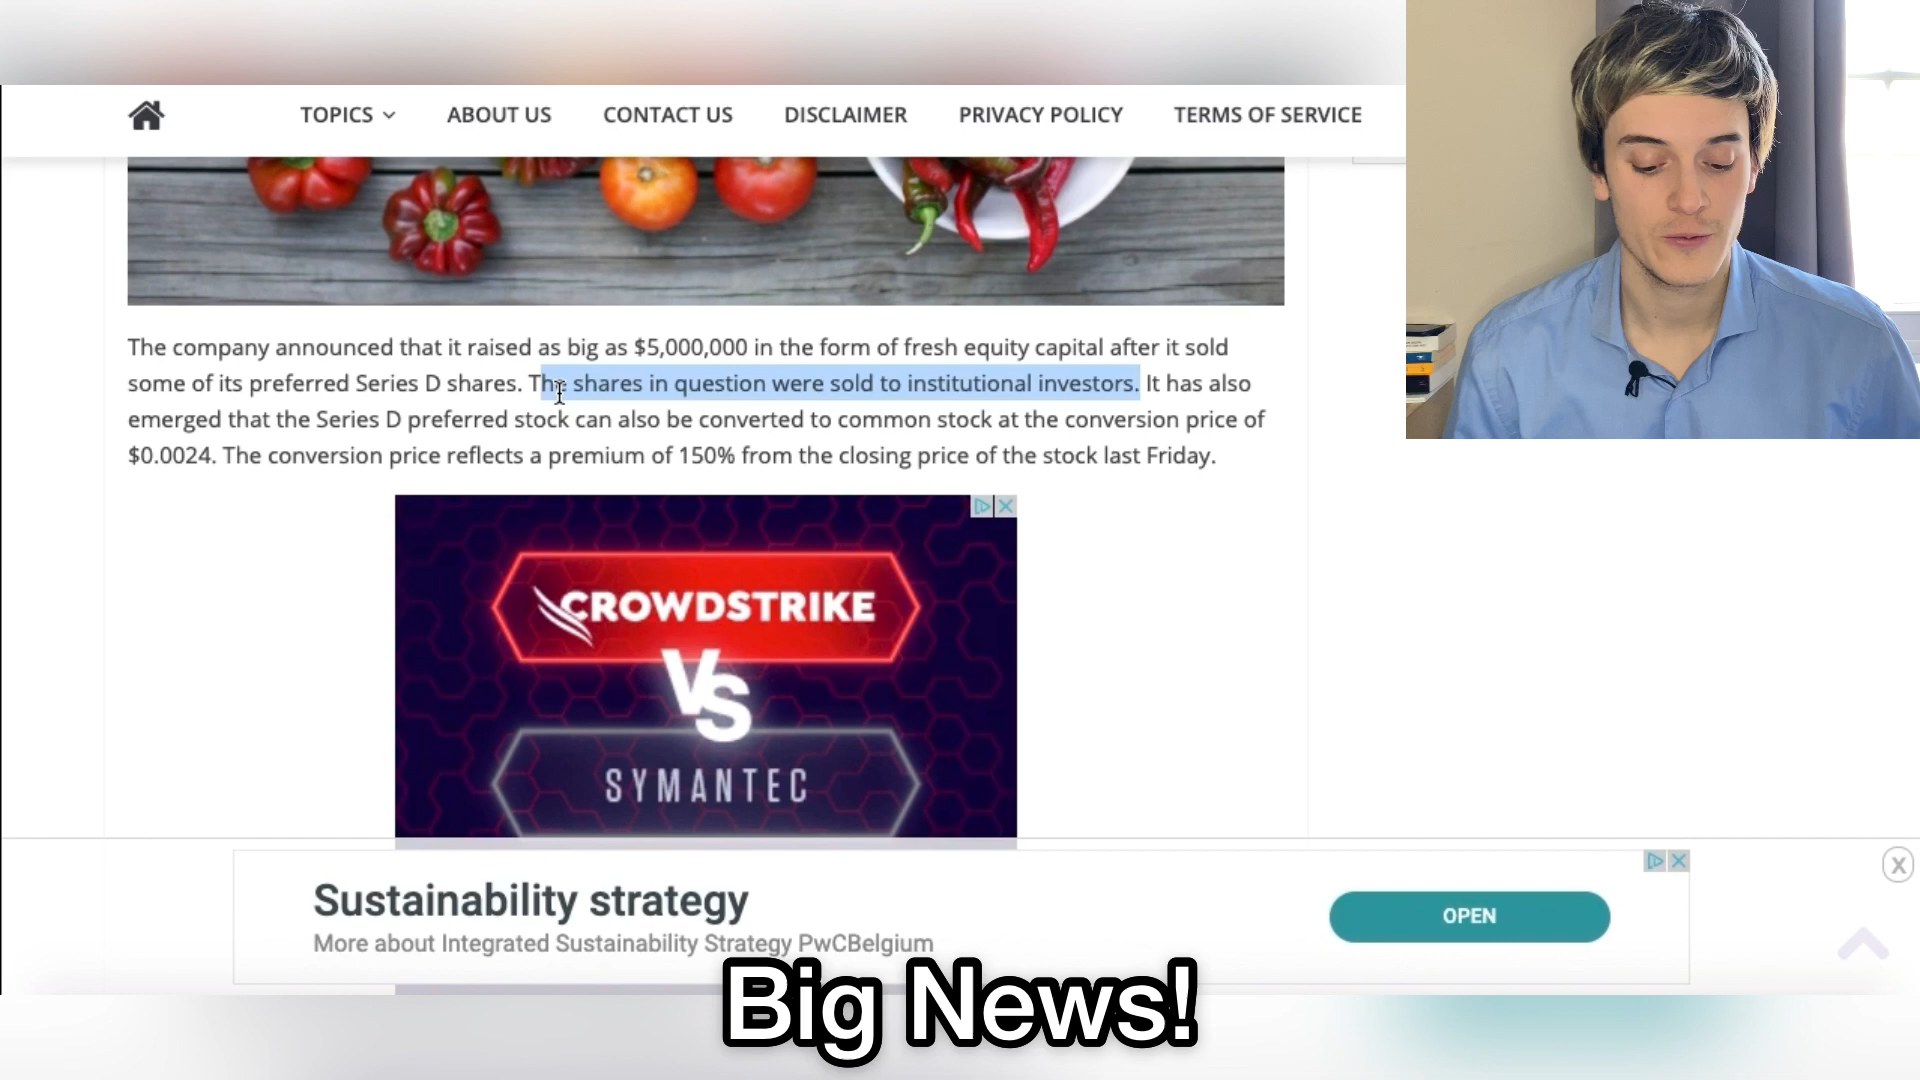 TOPICS ABOUT US CONTACT US DISCLAIMER PRIVACY POLICY TERMS OF SERVICE
The company announced that it raised as big as $5,000,000 in the form of fresh equity capital after it sold
some of its preferred Series D shares. The shares in question were sold to institutional investors. It has also
emerged that the Series D preferred stock can also be converted to common stock at the conversion price of
$0.0024. The conversion price reflects a premium of 150% from the closing price of the stock last Friday.
CROWDSTRIKE
VS
SYMANTEC
Sustainability strategy
More about Integrated Sustainability Strategy PwCBelgium
OPEN
X
Big News!